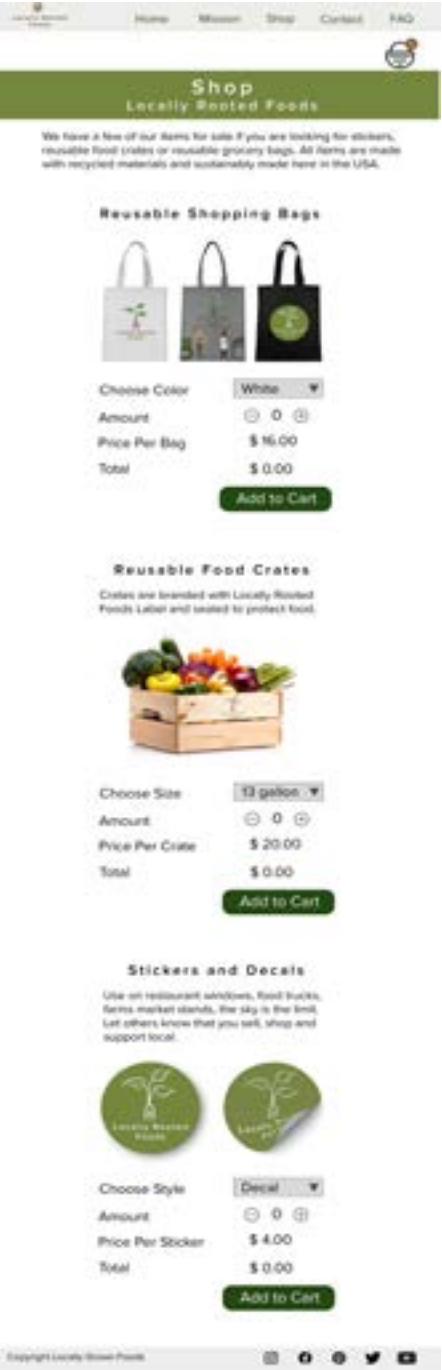 Locally Rooted
Foods
Home Mission Shop Contact FAQ
Shop
Locally Rooted Foods
We have a few of our items for sale if you are looking for stickers,
reusable food crates or reusable grocery bags. All items are made
with recycled materials and sustainably made here in the USA.
Reusable Shopping Bags
Choose Color White ▼
Amount 0
Price Per Bag $ 16.00
Total $ 0.00
Add to Cart
Reusable Food Crates
Crates are branded with Locally Rooted
Foods Label and sealed to protect food.
Choose Size 13 gallon ▼
Amount 0
Price Per Crate $ 20.00
Total $ 0.00
Add to Cart
Stickers and Decals
Use on restaurant windows, food trucks,
farms market stands, the sky is the limit.
Let others know that you sell, shop and
support local.
Locally Rooted
Foods
Choose Style Decal ▼
Amount 0
Price Per Sticker $ 4.00
Total $ 0.00
Add to Cart
Copyright Locally Grown Foods